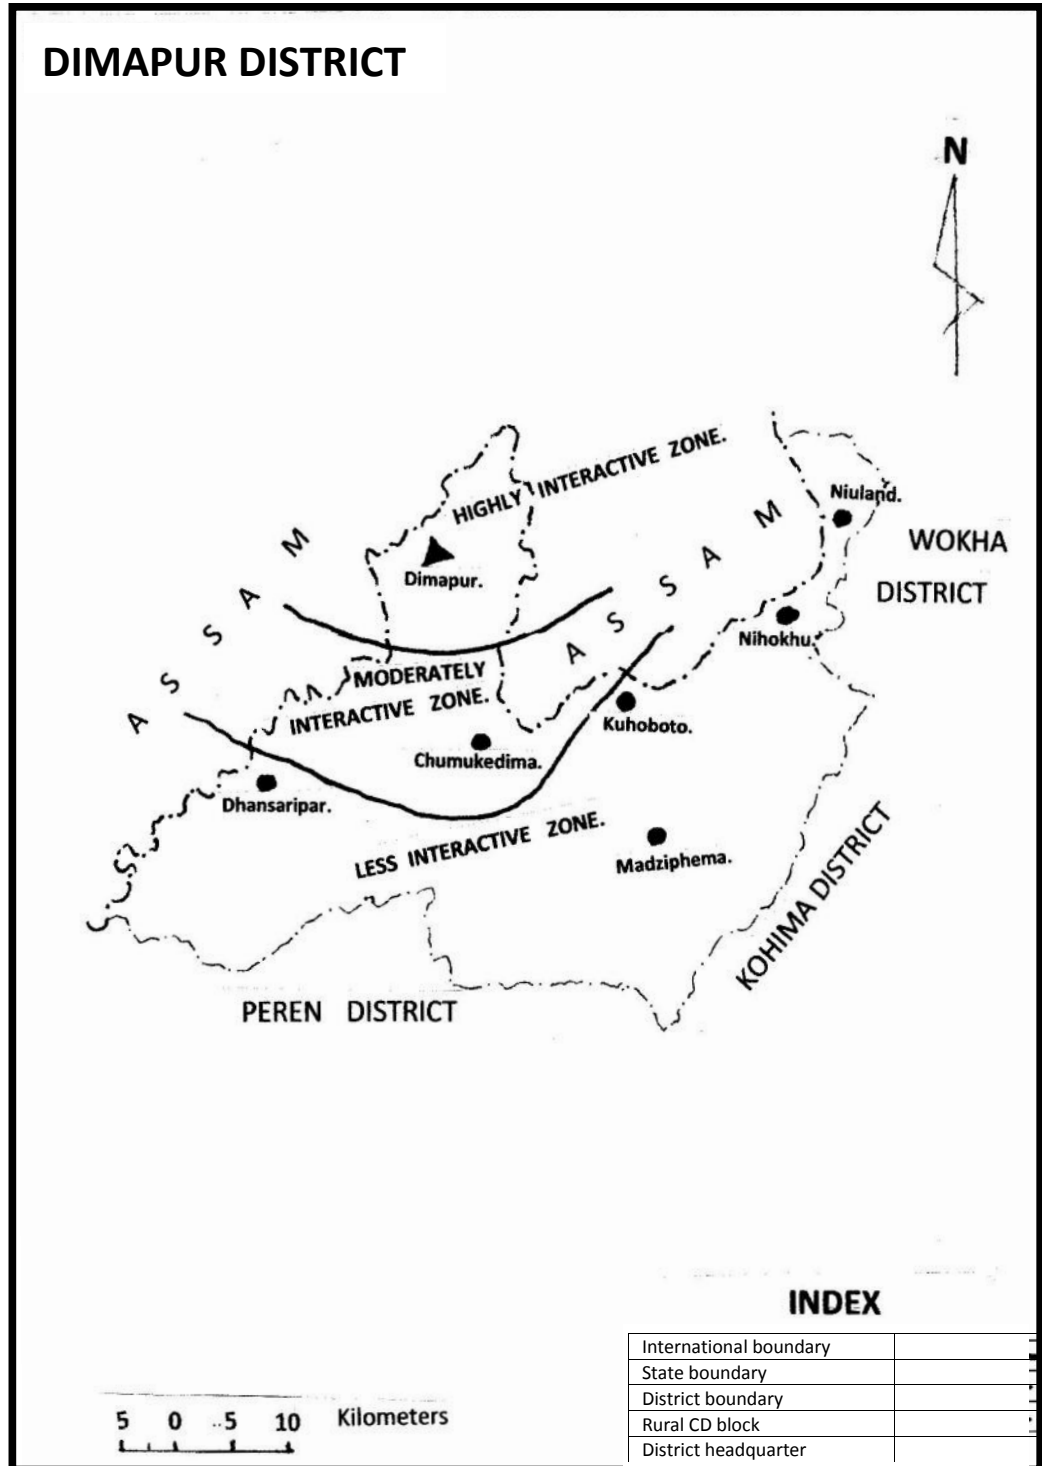 DIMAPUR DISTRICT
N
HIGHLY INTERACTIVE ZONE.
Niuland.
ASSAM
ASSAM
WOKHA
DISTRICT
Dimapur.
Nihokhu.
MODERATELY
INTERACTIVE ZONE.
Kuhoboto.
Chumukedima.
Dhansaripar.
LESS INTERACTIVE ZONE.
Madziphema.
KOHIMA DISTRICT
PEREN DISTRICT
INDEX
International boundary
State boundary
District boundary
Rural CD block
District headquarter
5 0 5 10 Kilometers